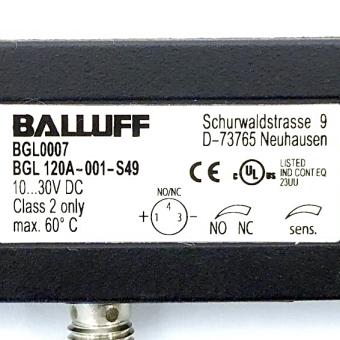 BALLUFF
BGL0007
BGL 120A-001-S49
10...30V DC
Class 2 only
max. 60° C
Schurwaldstrasse 9
D-73765 Neuhausen
CE c UL US LISTED
IND CONT EQ
23UU
NO/NC
4
+ 1 3 -
NO NC sens.